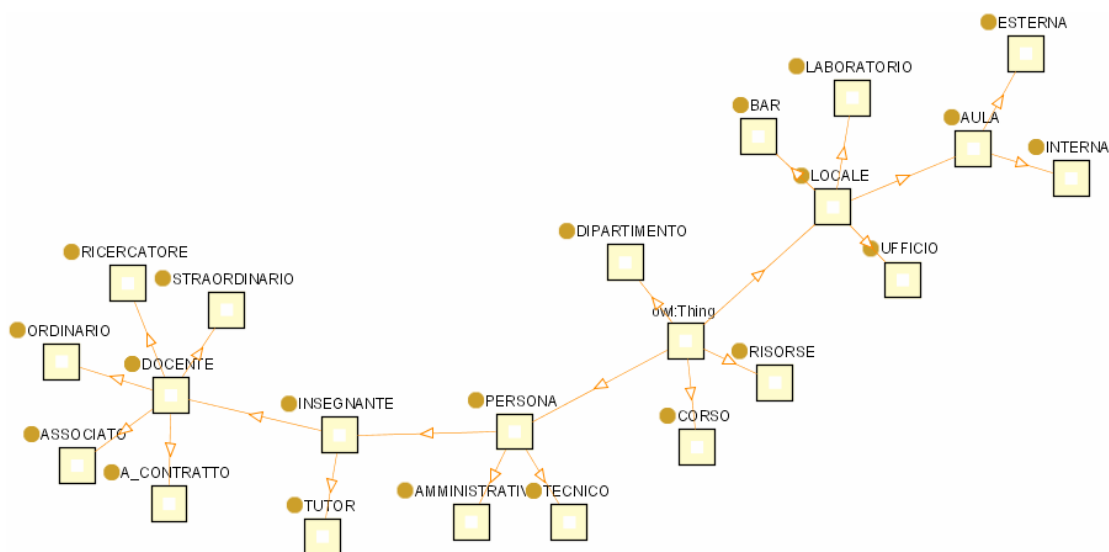 ESTERNA
LABORATORIO
BAR
AULA
INTERNA
LOCALE
DIPARTIMENTO
UFFICIO
RICERCATORE
STRAORDINARIO
owl:Thing
ORDINARIO
DOCENTE
RISORSE
INSEGNANTE
PERSONA
CORSO
ASSOCIATO
A_CONTRATTO
AMMINISTRATIV
TECNICO
TUTOR